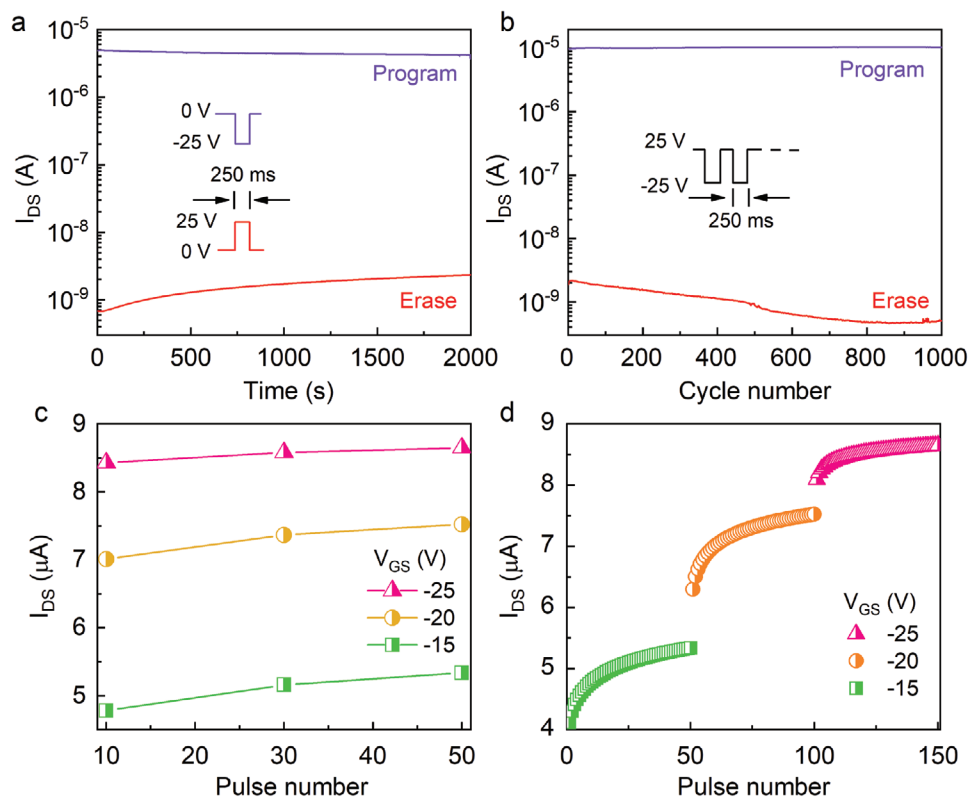 a
I_DS (A)
10⁻⁵
10⁻⁶
10⁻⁷
10⁻⁸
10⁻⁹
Program
0 V
-25 V
250 ms
25 V
0 V
Erase
0 500 1000 1500 2000
Time (s)
b
I_DS (A)
10⁻⁵
10⁻⁶
10⁻⁷
10⁻⁸
10⁻⁹
Program
25 V
-25 V
250 ms
Erase
0 200 400 600 800 1000
Cycle number
c
I_DS (μA)
9
8
7
6
5
V_GS (V)
-25
-20
-15
10 20 30 40 50
Pulse number
d
I_DS (μA)
9
8
7
6
5
4
V_GS (V)
-25
-20
-15
0 50 100 150
Pulse number